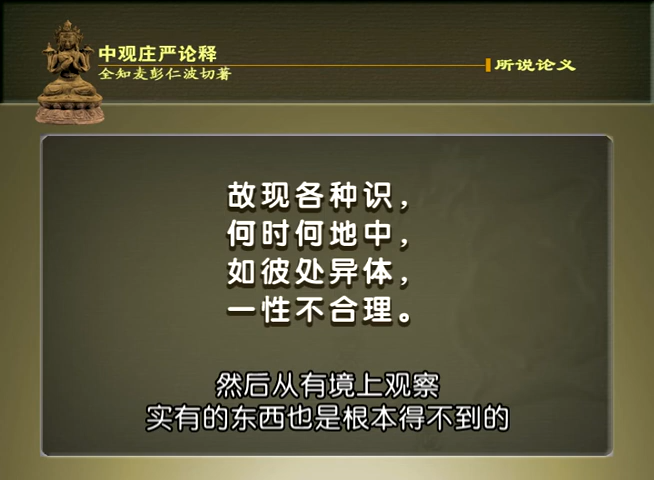 中观庄严论释
全知麦彭仁波切著
所说论义
故现各种识，
何时何地中，
如彼处异体，
一性不合理。
然后从有境上观察
实有的东西也是根本得不到的